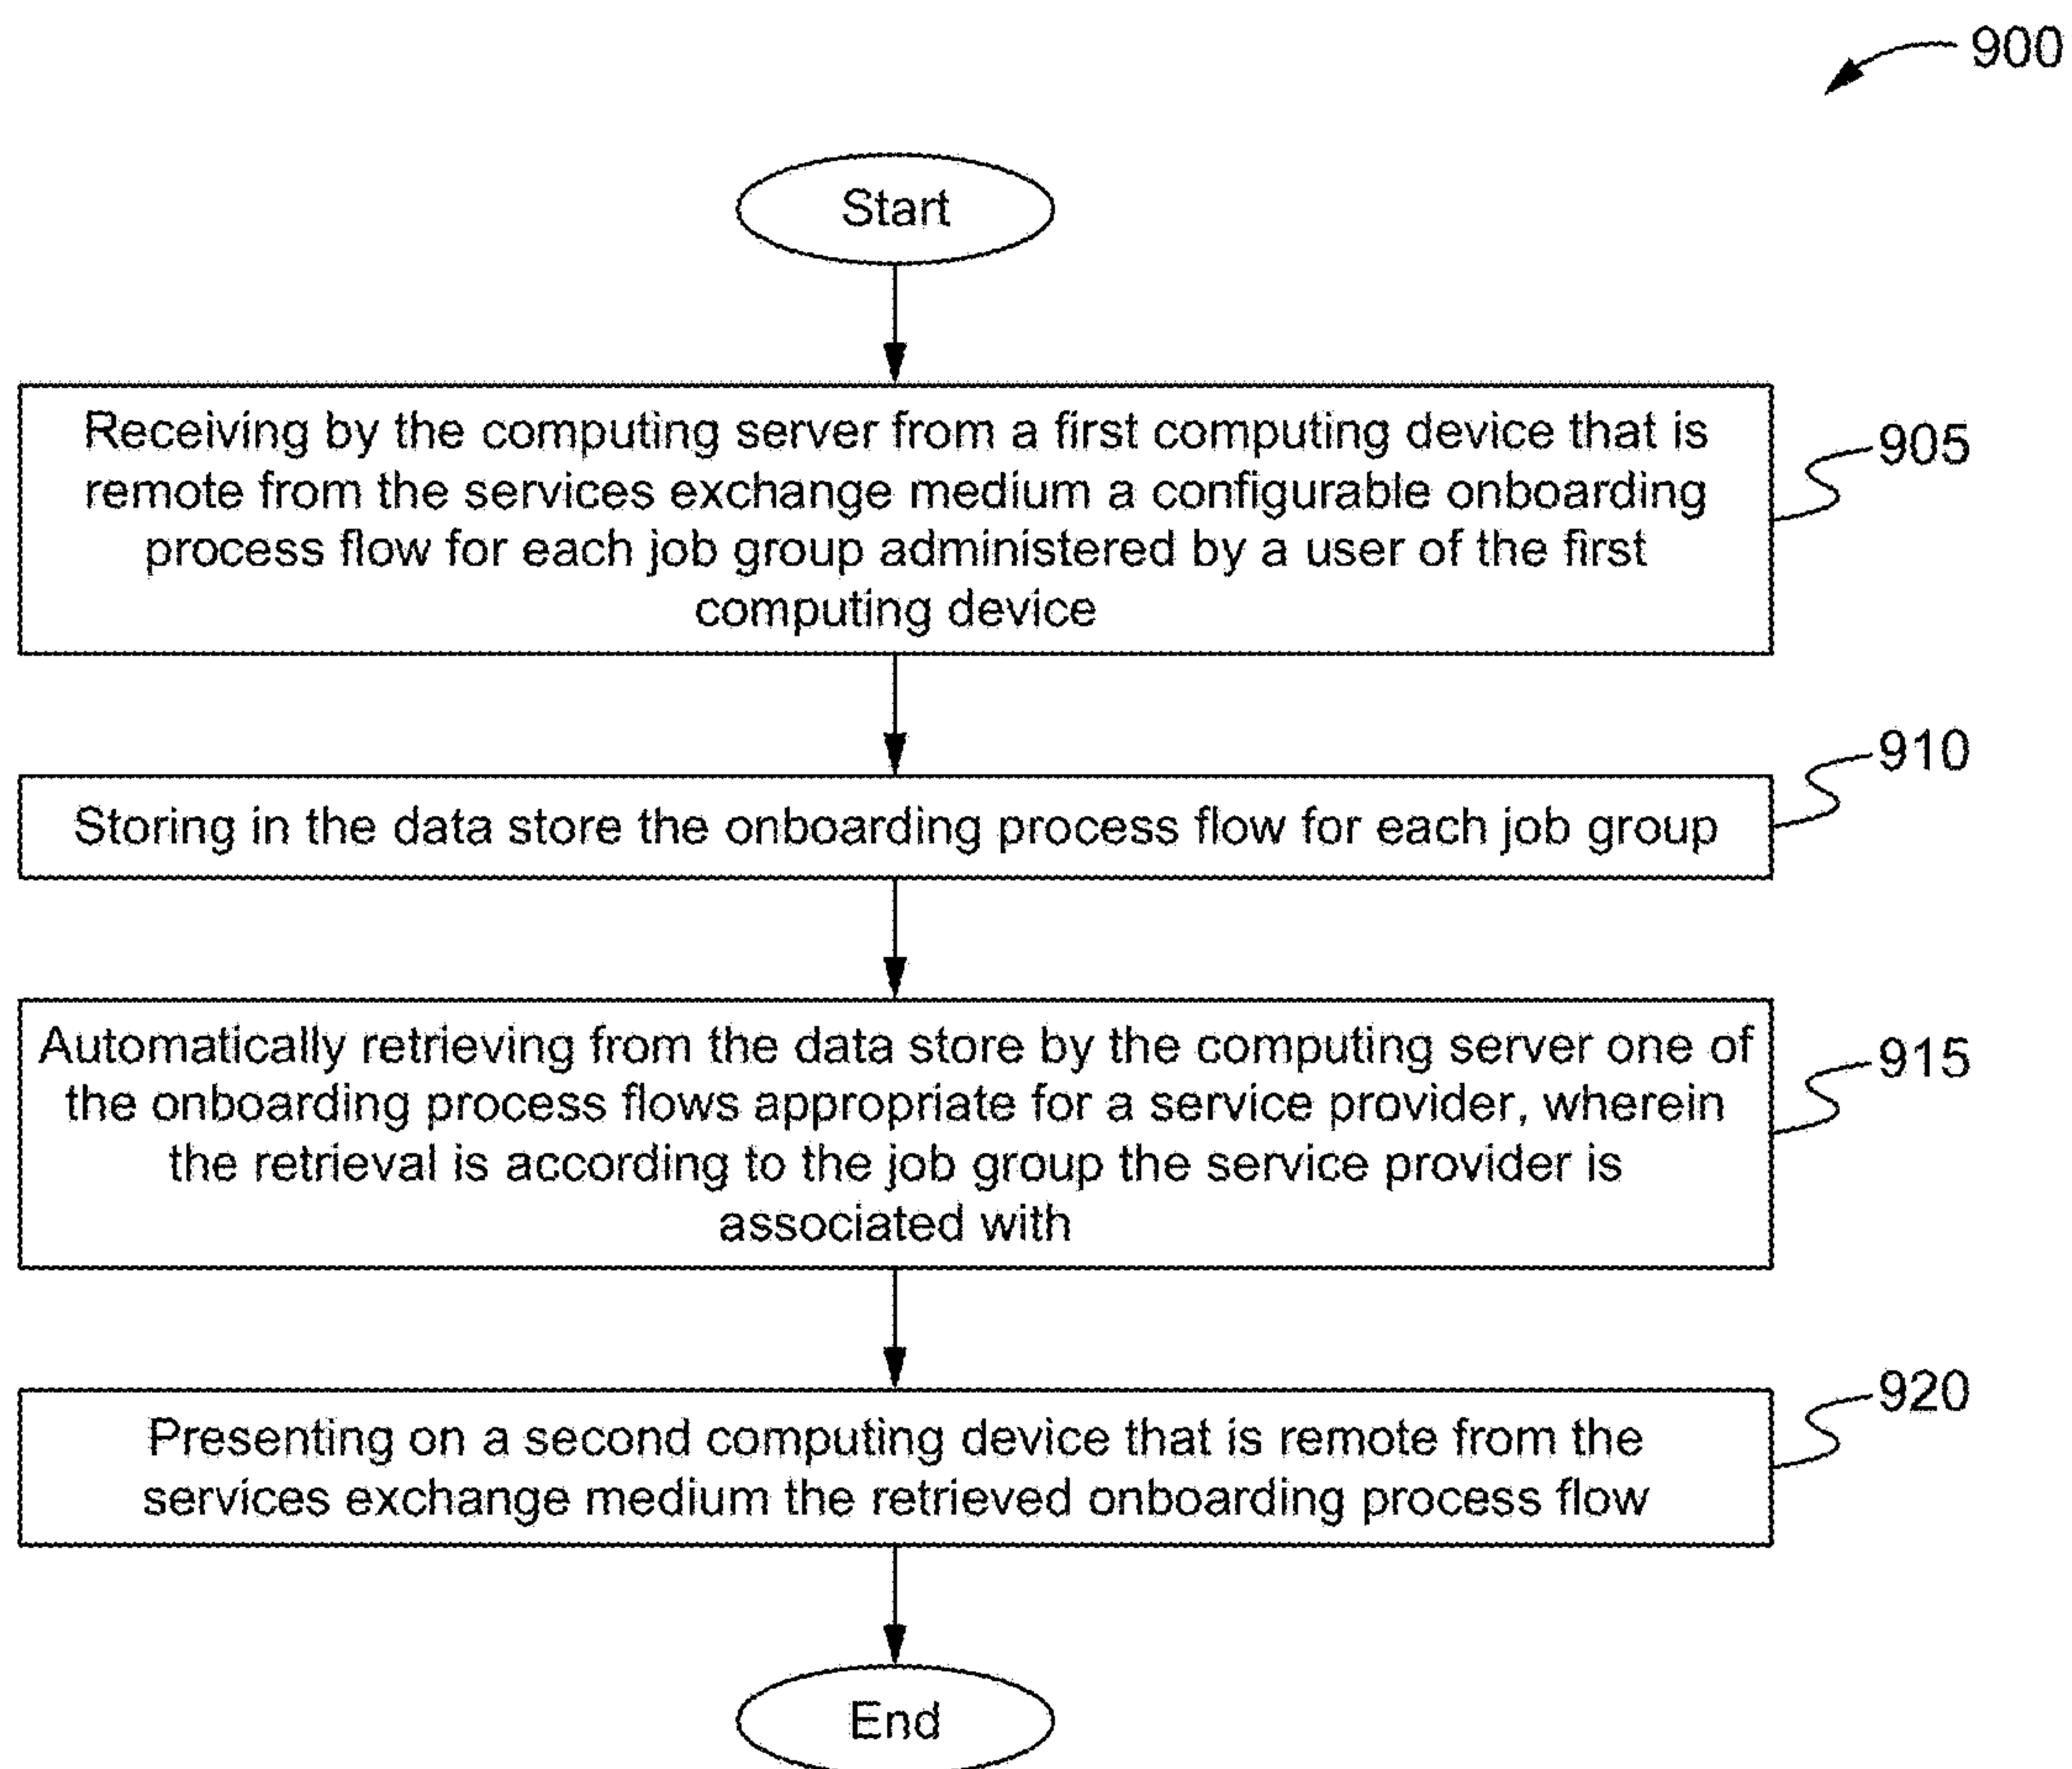 900
Start
Receiving by the computing server from a first computing device that is
remote from the services exchange medium a configurable onboarding
process flow for each job group administered by a user of the first
computing device
905
Storing in the data store the onboarding process flow for each job group
910
Automatically retrieving from the data store by the computing server one of
the onboarding process flows appropriate for a service provider, wherein
the retrieval is according to the job group the service provider is
associated with
915
Presenting on a second computing device that is remote from the
services exchange medium the retrieved onboarding process flow
920
End